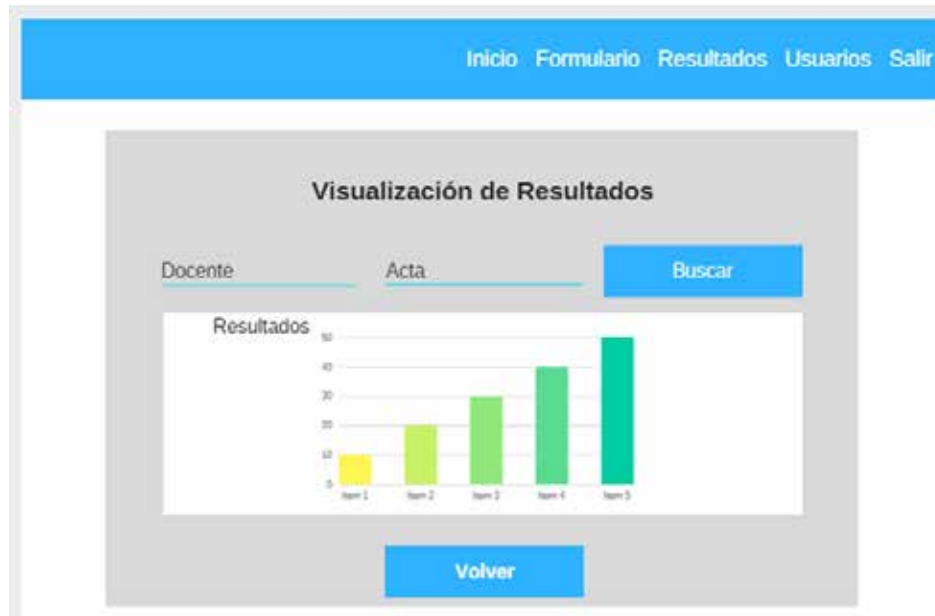 Inicio Formulario Resultados Usuarios Salir
Visualización de Resultados
Docente Acta Buscar
Resultados
50
40
30
20
10
0
Item 1 Item 2 Item 3 Item 4 Item 5
Volver